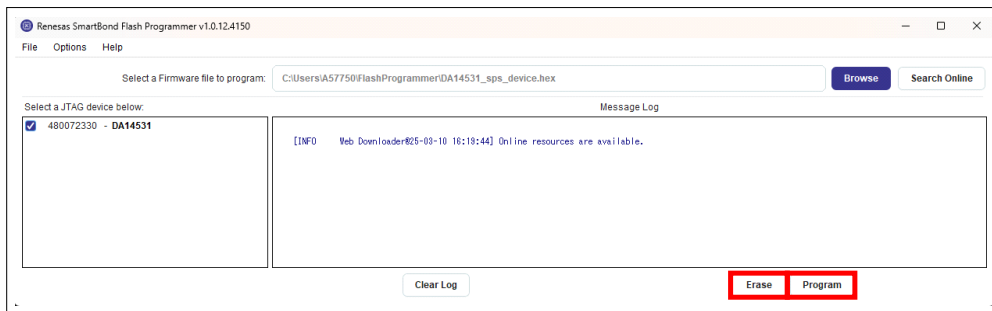 Renesas SmartBond Flash Programmer v1.0.12.4150
File Options Help
Select a Firmware file to program: C:\Users\A57750\FlashProgrammer\DA14531_sps_device.hex Browse Search Online
Select a JTAG device below: Message Log
480072330 - DA14531
[INFO Web Downloader@25-03-10 16:19:44] Online resources are available.
Clear Log Erase Program